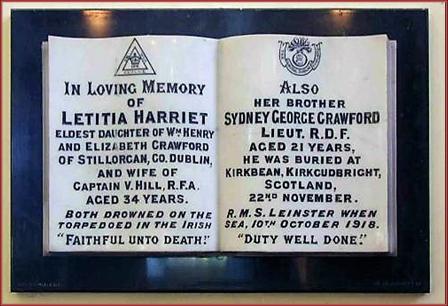 IN LOVING MEMORY
OF
LETITIA HARRIET
ELDEST DAUGHTER OF WM HENRY
AND ELIZABETH CRAWFORD
OF STILLORGAN, CO. DUBLIN,
AND WIFE OF
CAPTAIN V. HILL, R.F.A.
AGED 34 YEARS.
BOTH DROWNED ON THE
TORPEDOED IN THE IRISH
"FAITHFUL UNTO DEATH."
ALSO
HER BROTHER
SYDNEY GEORGE CRAWFORD
LIEUT. R.D.F.
AGED 21 YEARS,
HE WAS BURIED AT
KIRKBEAN, KIRKCUDBRIGHT,
SCOTLAND,
22ND NOVEMBER.
R.M.S. LEINSTER WHEN
SEA, 10TH OCTOBER 1918.
"DUTY WELL DONE."